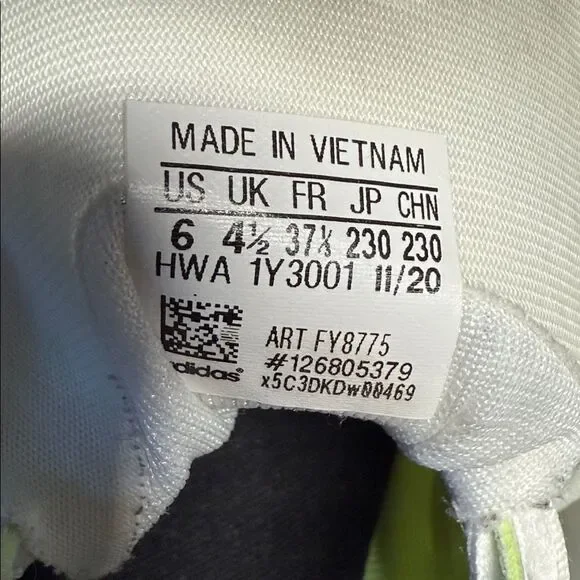 MADE IN VIETNAM
US UK FR JP CHN
6 4½ 37⅓ 230 230
HWA 1Y3001 11/20
ART FY8775
#126805379
adidas®
x5C3DKDw00469